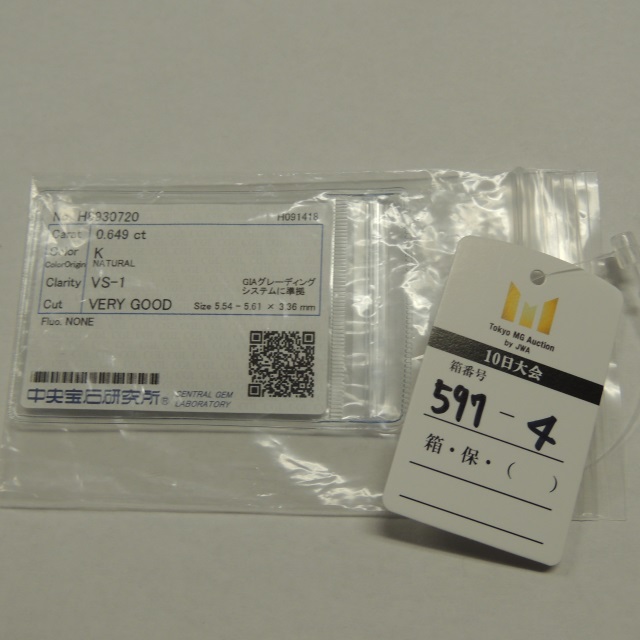 No. H 330720 H091418
Carat 0.649 ct
Color K
ColorOrigin NATURAL
Clarity VS-1 GIAグレーディング
システムに準拠
Cut VERY GOOD Size 5.54 - 5.61 × 3.36 mm
Fluo. NONE
中央宝石研究所® CENTRAL GEM
LABORATORY
Tokyo MG Auction
by JWA
10日大会
箱番号
597-4
箱・保・( )